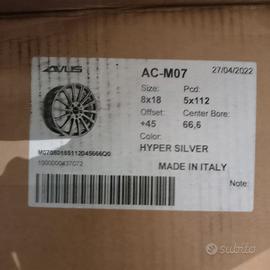 AVUS
AC-M07
27/04/2022
Size: Pcd:
8x18 5x112
Offset: Center Bore:
+45 66,6
Color:
HYPER SILVER
MADE IN ITALY
Note:
1000000437072
subito